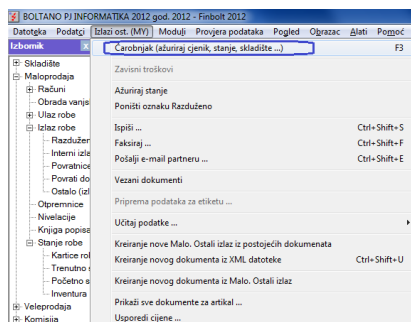 BOLTANO PJ INFORMATIKA 2012 god. 2012 - Finbolt 2012
Datoteka Podatci Izlazi ost. (MY) Moduli Provjera podataka Pogled Obrazac Alati Pomoć
Izbornik x
Čarobnjak (ažuriraj cjenik, stanje, skladište ...) F3
Skladište
Zavisni troškovi
Maloprodaja
Računi
Ažuriraj stanje
Obrada vanjs
Poništi oznaku Razduženo
Ulaz robe
Izlaz robe
Ispiši ... Ctrl+Shift+S
Razdužer
Faksiraj ... Ctrl+Shift+F
Interni izla
Pošalji e-mail partneru ... Ctrl+Shift+E
Povratnice
Povrati do
Vezani dokumenti
Ostalo (izl
Otpremnice
Priprema podataka za etiketu ...
Nivelacije
Učitaj podatke ...
Knjiga popisa
Stanje robe
Kreiranje nove Malo. Ostali izlaz iz postojećih dokumenata
Kartice rob
Kreiranje novog dokumenta iz XML datoteke Ctrl+Shift+U
Trenutno s
Početno s
Kreiranje novog dokumenta iz Malo. Ostali izlaz
Inventura
Prikaži sve dokumente za artikal ...
Veleprodaja
Usporedi cijene ...
Komisija